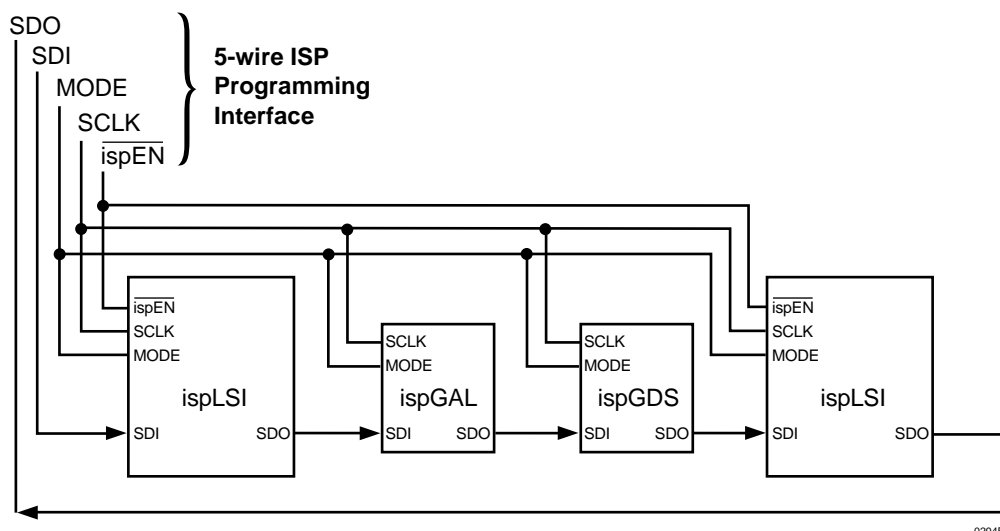 SDO
SDI
MODE
SCLK
ispEN
5-wire ISP
Programming
Interface
ispEN
SCLK
MODE
ispLSI
SDI
SDO
SCLK
MODE
ispGAL
SDI
SDO
SCLK
MODE
ispGDS
SDI
SDO
ispEN
SCLK
MODE
ispLSI
SDI
SDO